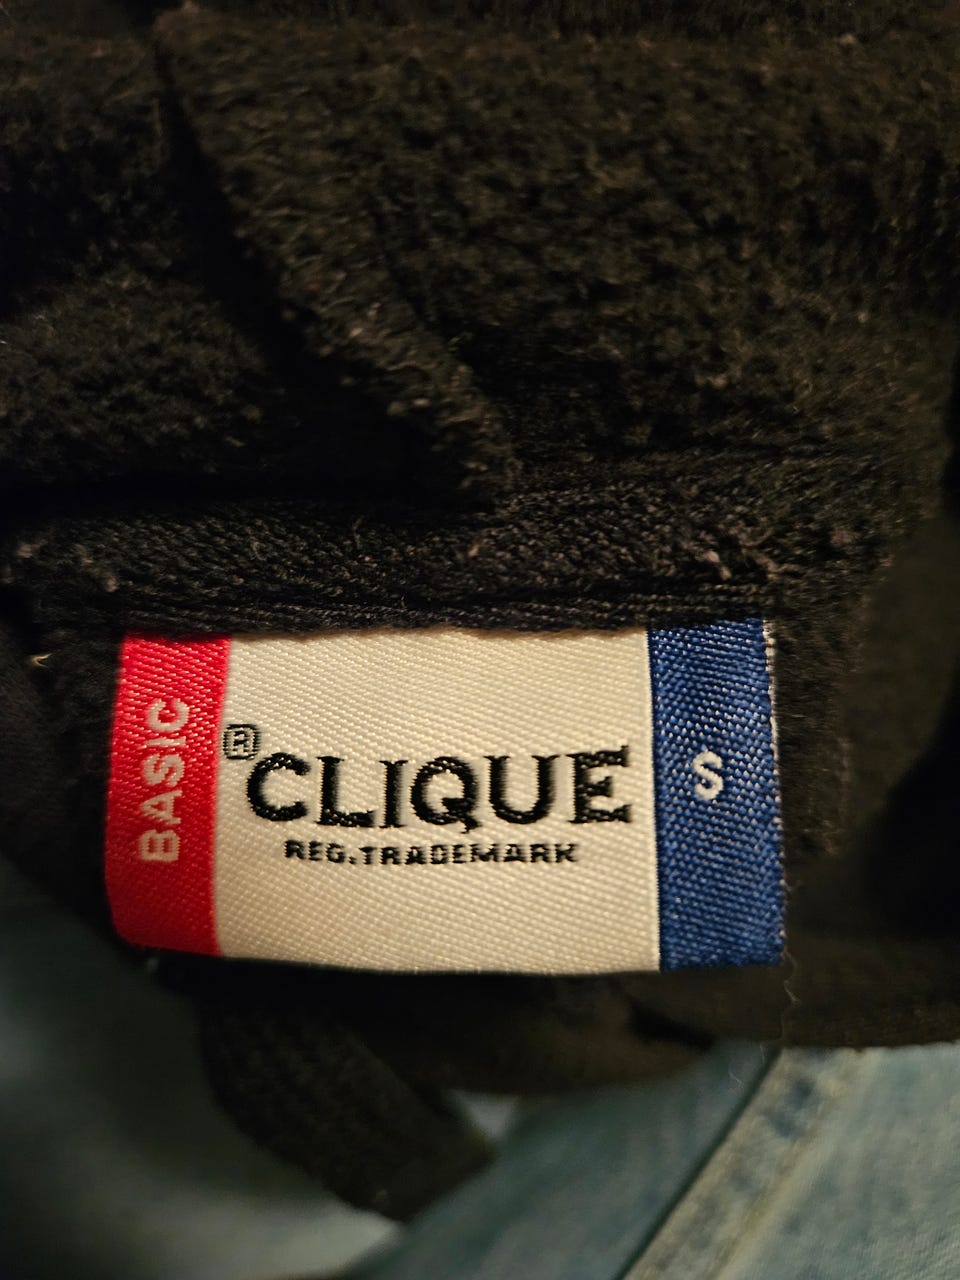 BASIC
® CLIQUE
REG.TRADEMARK
S